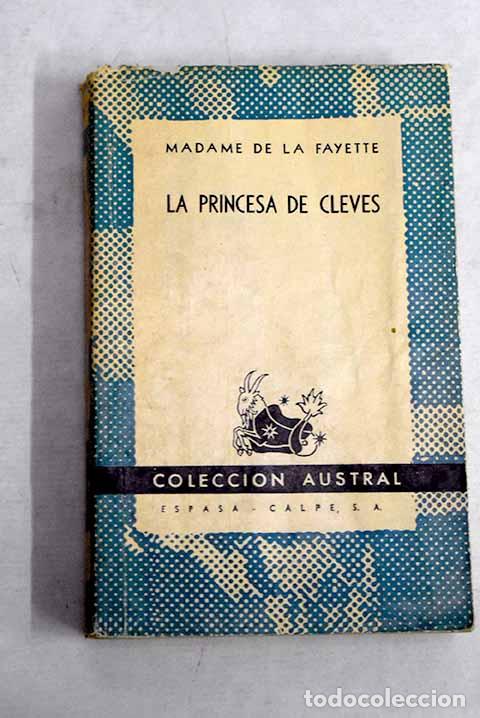 MADAME DE LA FAYETTE
LA PRINCESA DE CLEVES
COLECCION AUSTRAL
ESPASA - CALPE, S. A.
todocoleccion